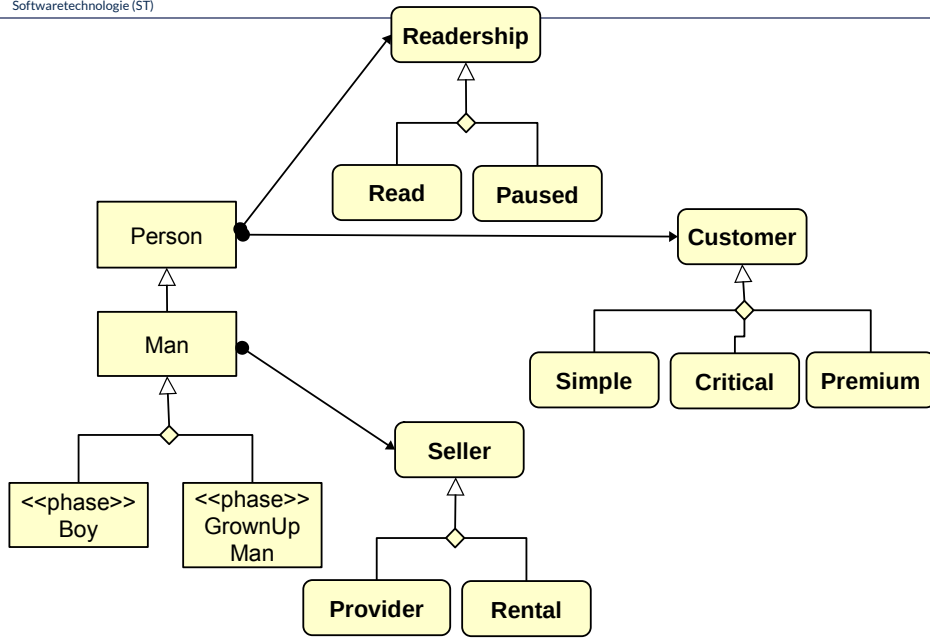 Softwaretechnologie (ST)
Readership
Read
Paused
Person
Customer
Man
Simple
Critical
Premium
Seller
<<phase>>
Boy
<<phase>>
GrownUp
Man
Provider
Rental